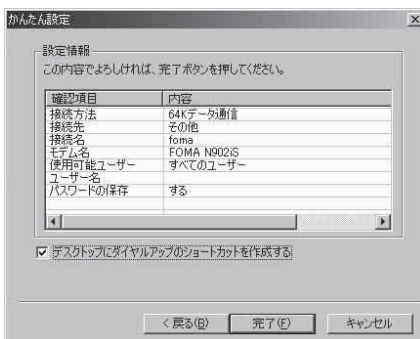 かんたん設定
設定情報
この内容でよろしければ、完了ボタンを押してください。
確認項目 内容
接続方法 64Kデータ通信
接続先 その他
接続名 foma
モデム名 FOMA N902iS
使用可能ユーザー すべてのユーザー
ユーザー名
パスワードの保存 する
デスクトップにダイヤルアップのショートカットを作成する
< 戻る(B) 完了(F) キャンセル